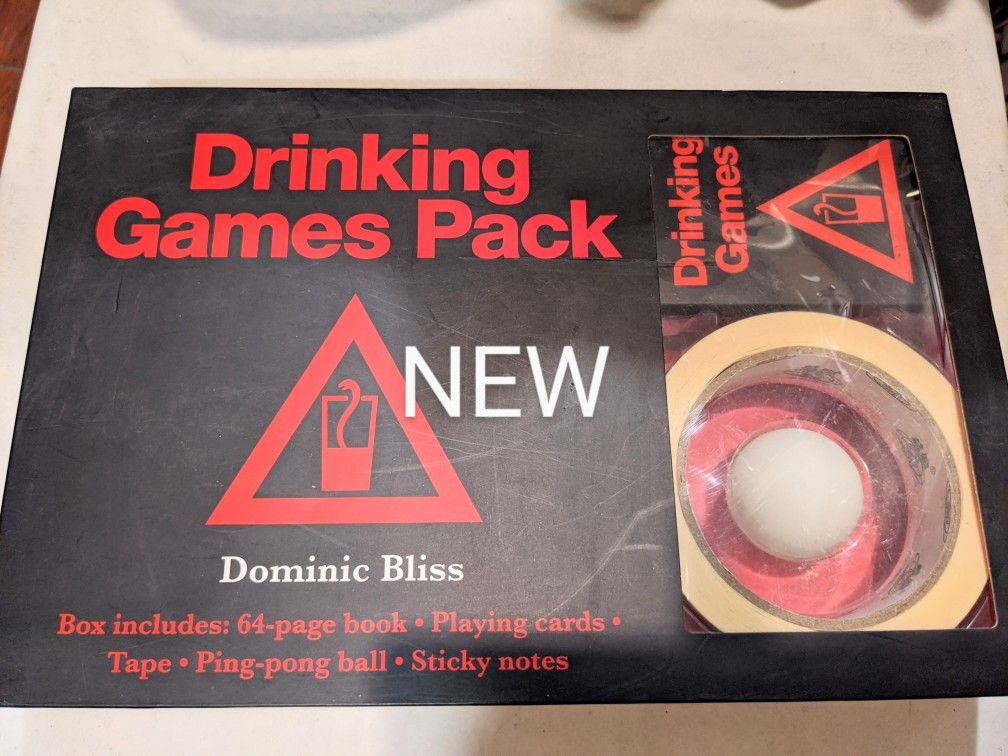 Drinking
Games Pack
Drinking
Games
NEW
Dominic Bliss
Box includes: 64-page book • Playing cards •
Tape • Ping-pong ball • Sticky notes